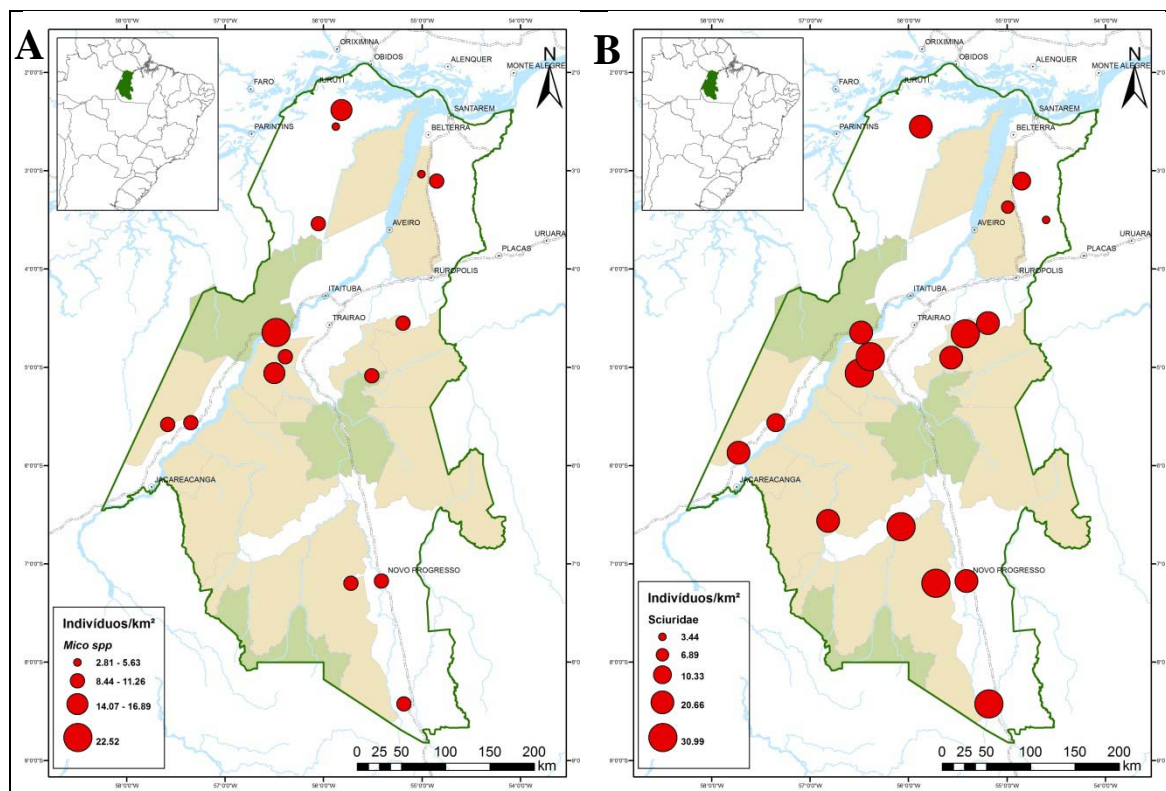 A
N
ORIXIMINA
OBIDOS
ALENQUER
MONTE ALEGRE
FARO
JURUTI
SANTAREM
PARINTINS
BELTERRA
AVEIRO
URUARA
PLACAS
RUROPOLIS
ITAITUBA
TRAIRAO
JACAREACANGA
NOVO PROGRESSO
Indivíduos/km²
Mico spp
2.81 - 5.63
8.44 - 11.26
14.07 - 16.89
22.52
0 25 50 100 150 200
km
B
N
ORIXIMINA
OBIDOS
ALENQUER
MONTE ALEGRE
FARO
JURUTI
SANTAREM
PARINTINS
BELTERRA
AVEIRO
URUARA
PLACAS
RUROPOLIS
ITAITUBA
TRAIRAO
JACAREACANGA
NOVO PROGRESSO
Indivíduos/km²
Sciuridae
3.44
6.89
10.33
20.66
30.99
0 25 50 100 150 200
km